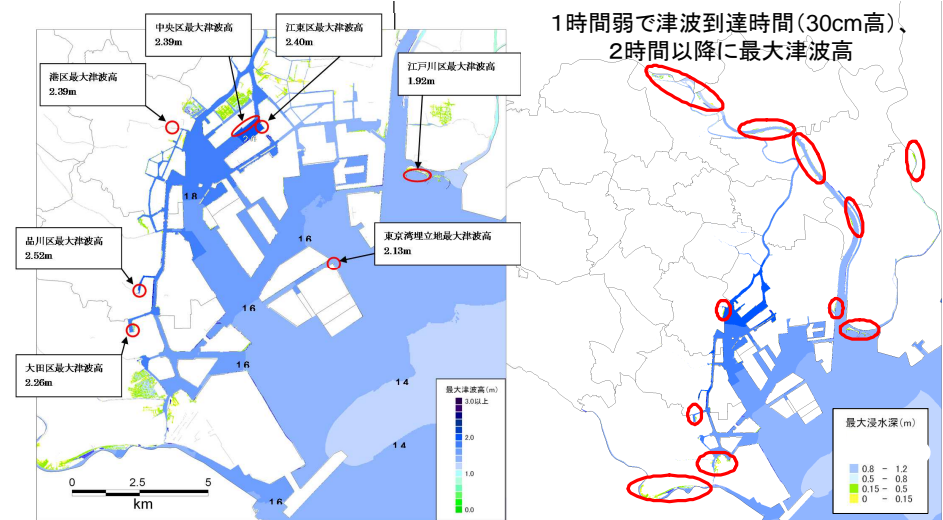 中央区最大津波高
2.39m
江東区最大津波高
2.40m
江戸川区最大津波高
1.92m
港区最大津波高
2.39m
1.8
1.6
品川区最大津波高
2.52m
東京湾埋立地最大津波高
2.13m
1.6
大田区最大津波高
2.26m
1.6
1.4
1.4
1.6
最大津波高(m)
3.0以上
2.0
1.0
0.0
0 2.5 5
km
1時間弱で津波到達時間(30cm高)、
2時間以降に最大津波高
最大浸水深(m)
0.8 - 1.2
0.5 - 0.8
0.15 - 0.5
0 - 0.15